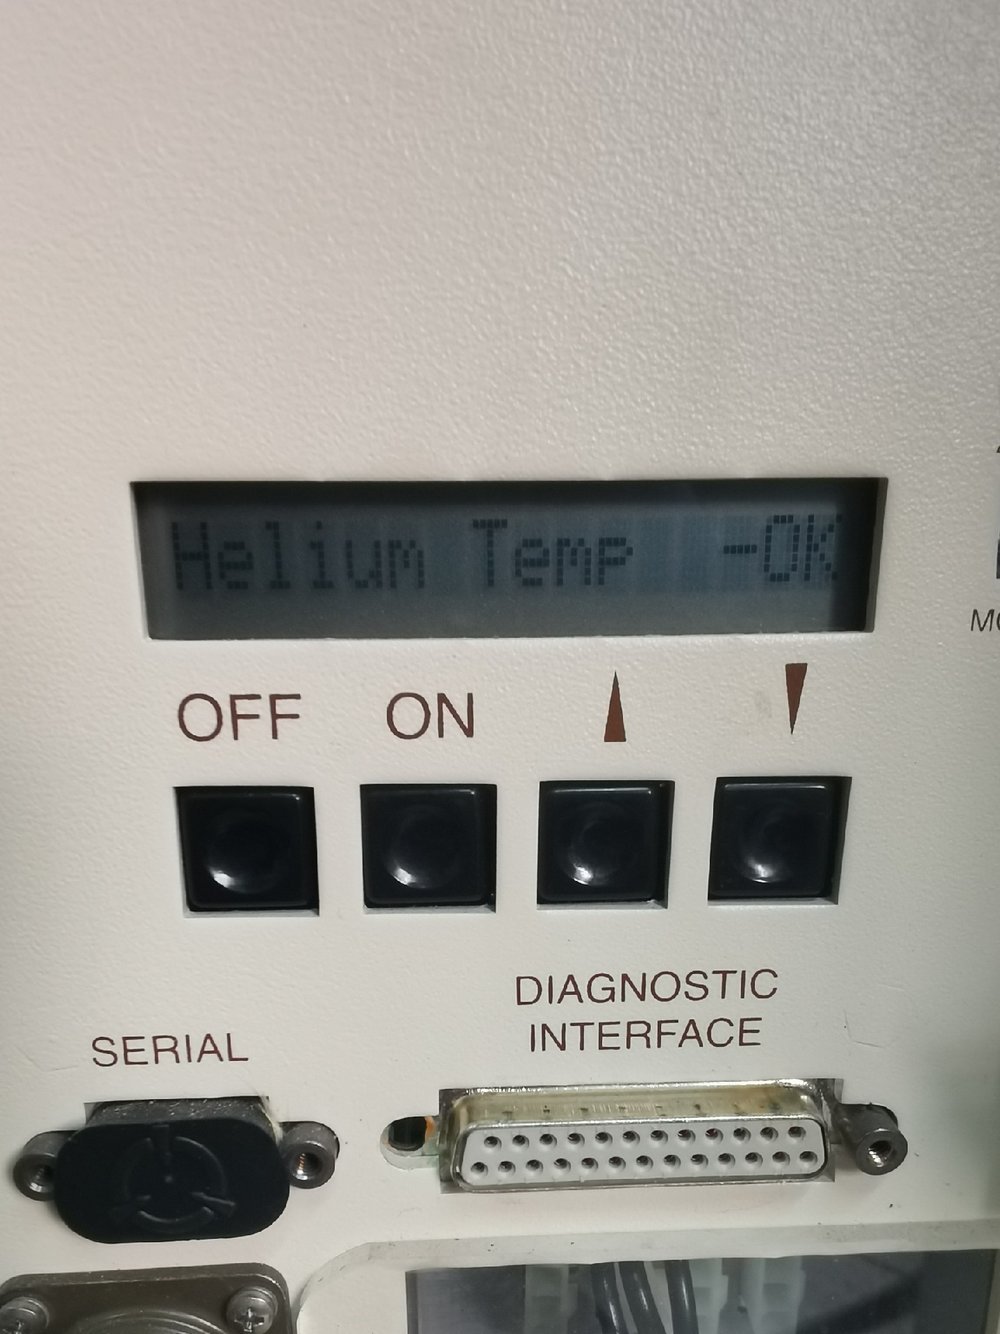 Helium Temp -OK
OFF ON
DIAGNOSTIC
INTERFACE
SERIAL